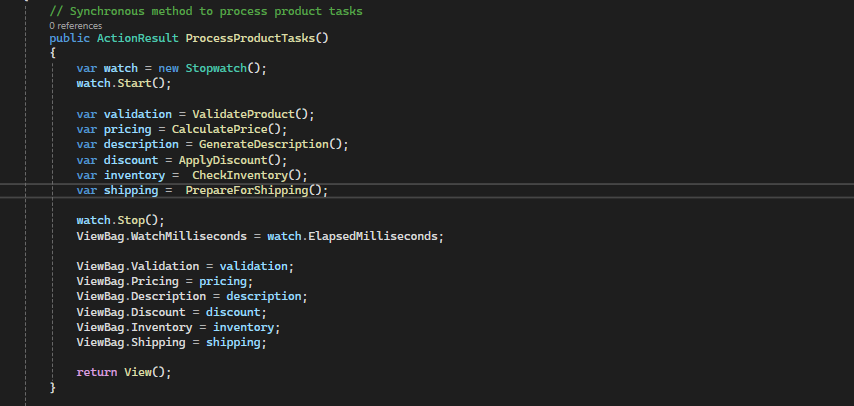 // Synchronous method to process product tasks
0 references
public ActionResult ProcessProductTasks()
{
var watch = new Stopwatch();
watch.Start();
var validation = ValidateProduct();
var pricing = CalculatePrice();
var description = GenerateDescription();
var discount = ApplyDiscount();
var inventory =  CheckInventory();
var shipping =  PrepareForShipping();
watch.Stop();
ViewBag.WatchMilliseconds = watch.ElapsedMilliseconds;
ViewBag.Validation = validation;
ViewBag.Pricing = pricing;
ViewBag.Description = description;
ViewBag.Discount = discount;
ViewBag.Inventory = inventory;
ViewBag.Shipping = shipping;
return View();
}